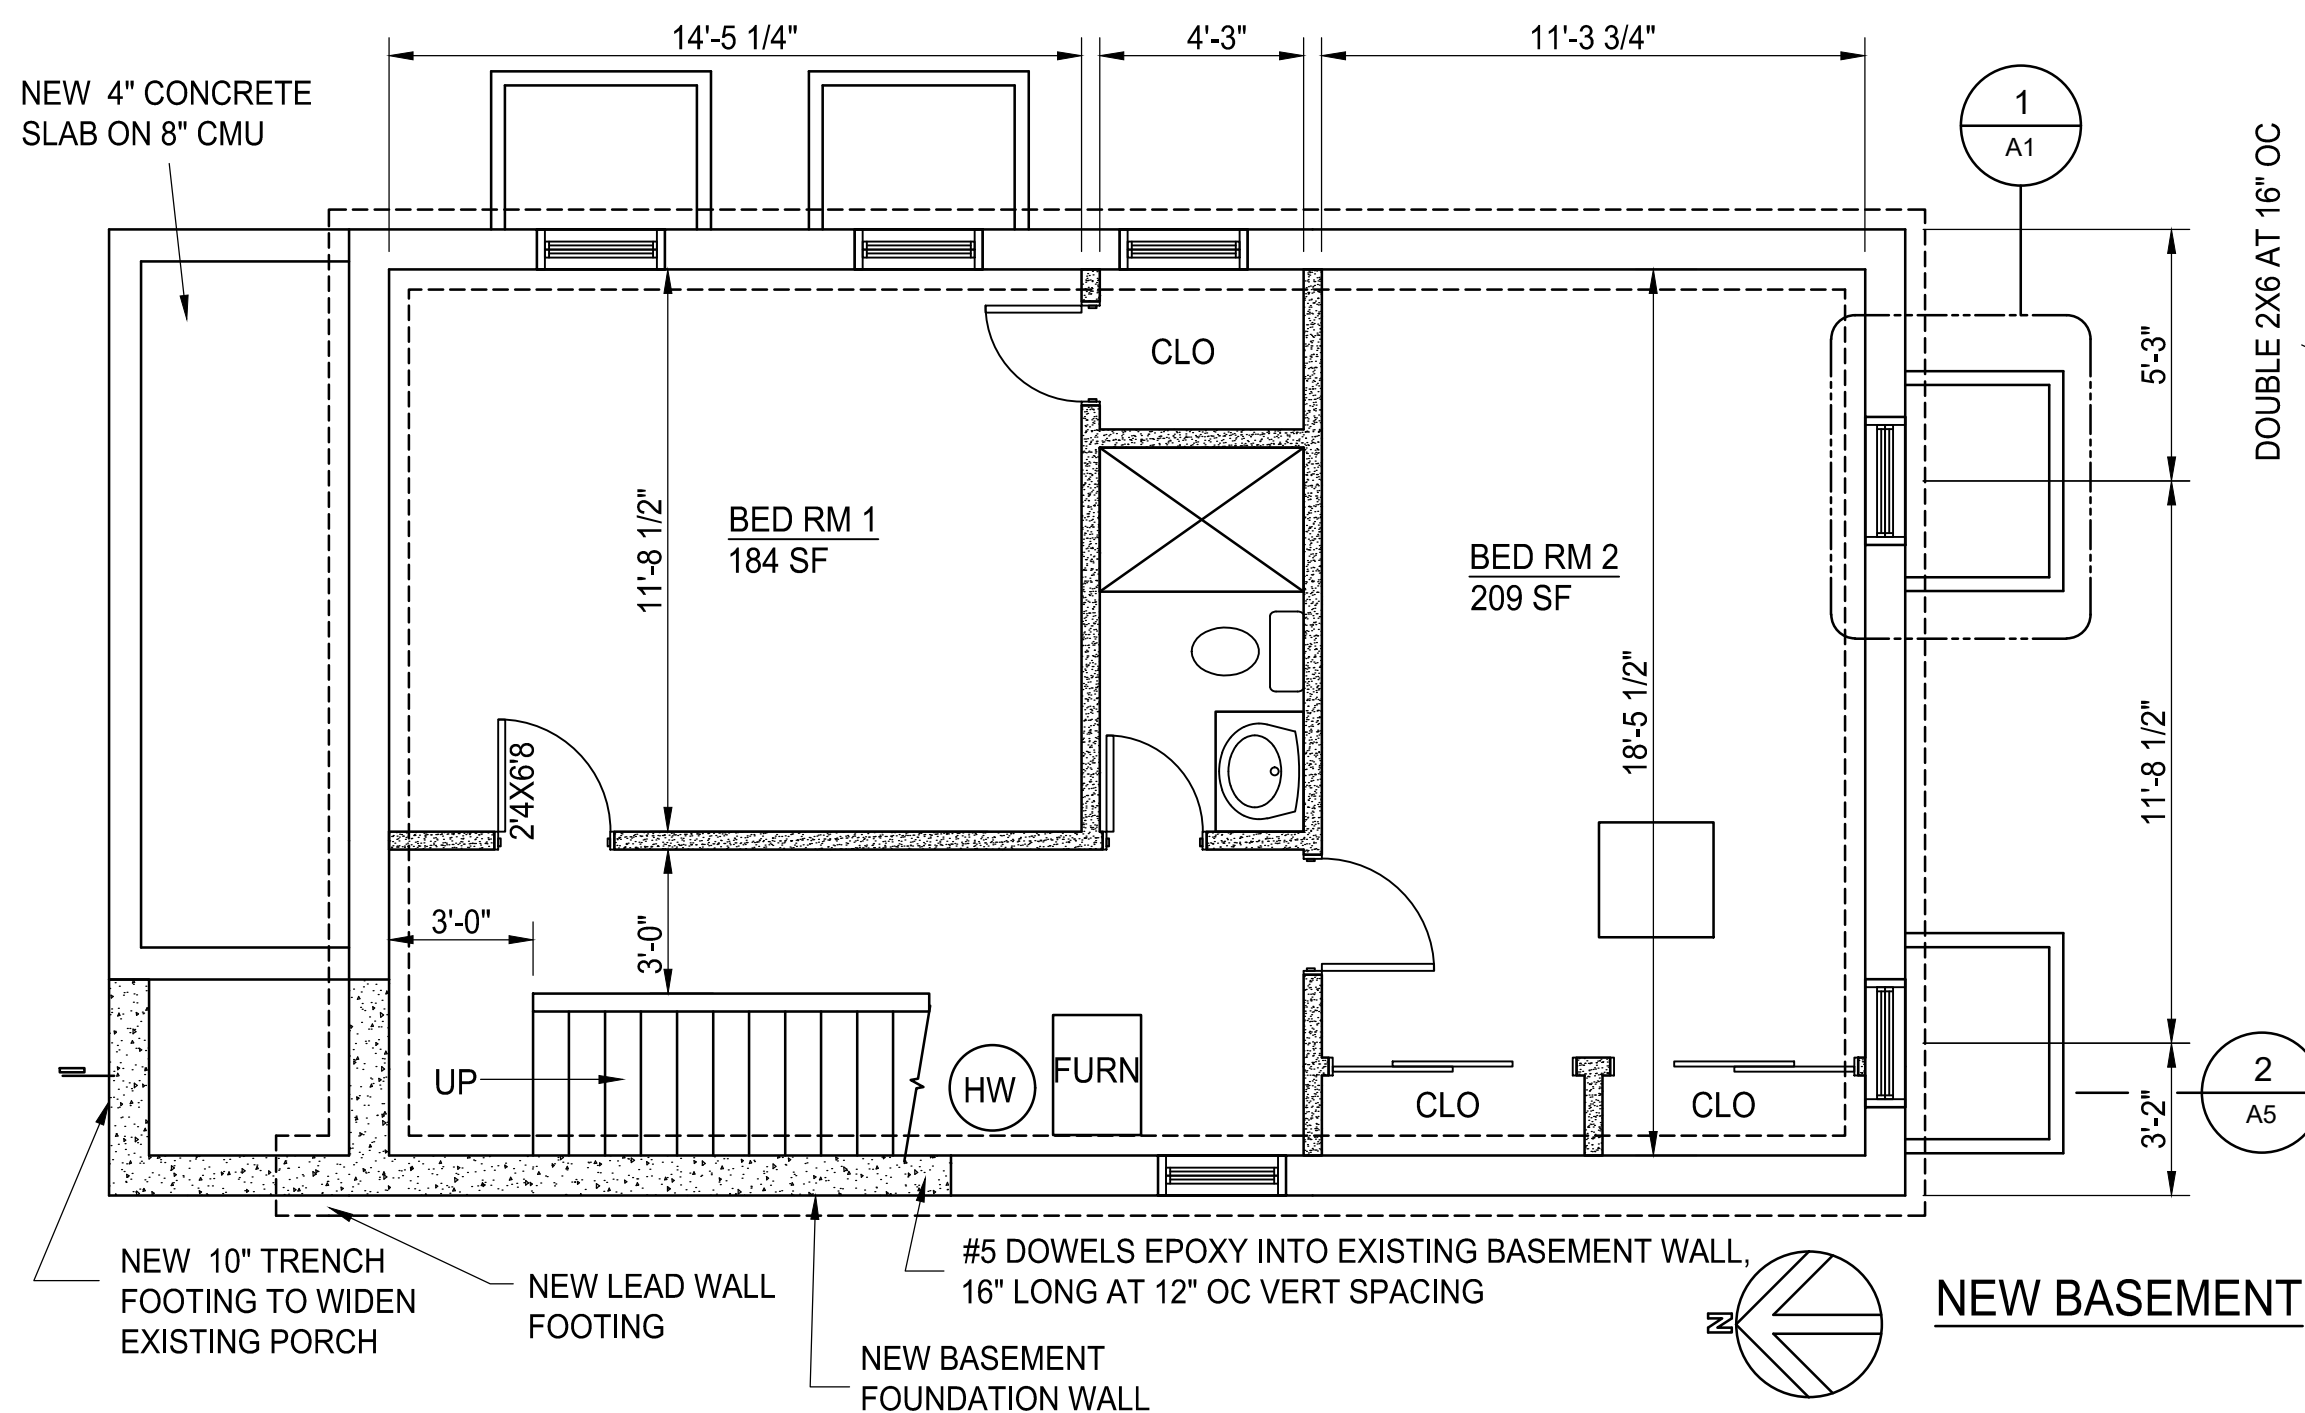 14'-5 1/4"
4'-3"
11'-3 3/4"
NEW 4" CONCRETE
SLAB ON 8" CMU
1
A1
DOUBLE 2X6 AT 16" OC
5'-3"
CLO
BED RM 1
184 SF
11'-8 1/2"
BED RM 2
209 SF
18'-5 1/2"
11'-8 1/2"
2'4X6'8
3'-0"
3'-0"
UP
HW
FURN
CLO
CLO
3'-2"
2
A5
NEW 10" TRENCH
FOOTING TO WIDEN
EXISTING PORCH
NEW LEAD WALL
FOOTING
#5 DOWELS EPOXY INTO EXISTING BASEMENT WALL,
16" LONG AT 12" OC VERT SPACING
NEW BASEMENT
FOUNDATION WALL
N
NEW BASEMENT